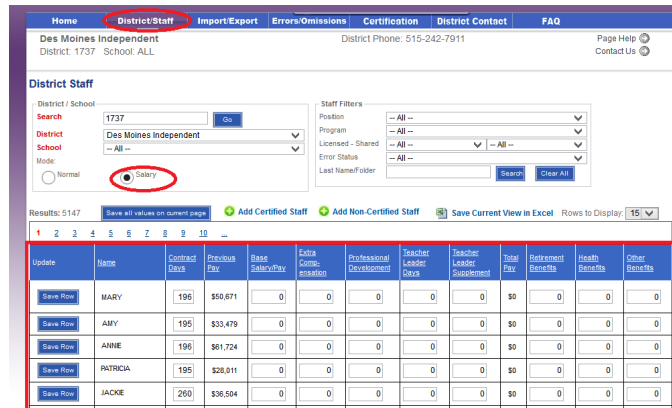 Home District/Staff Import/Export Errors/Omissions Certification District Contact FAQ
Des Moines Independent District Phone: 515-242-7911 Page Help
District: 1737 School: ALL Contact Us
District Staff
District / School Staff Filters
Search 1737 Go Position -- All --
Program -- All --
District Des Moines Independent Licensed - Shared -- All -- -- All --
School -- All -- Error Status -- All --
Mode: Last Name/Folder Search Clear All
Normal Salary
Results: 5147 Save all values on current page Add Certified Staff Add Non-Certified Staff Save Current View in Excel Rows to Display: 15
1 2 3 4 5 6 7 8 9 10 ...
Update Name Contract Days Previous Pay Base Salary/Pay Extra Comp-ensation Professional Development Teacher Leader Days Teacher Leader Supplement Total Pay Retirement Benefits Health Benefits Other Benefits
Save Row MARY 196 $50,671 0 0 0 0 0 $0 0 0 0
Save Row AMY 195 $33,479 0 0 0 0 0 $0 0 0 0
Save Row ANNIE 196 $61,724 0 0 0 0 0 $0 0 0 0
Save Row PATRICIA 195 $28,011 0 0 0 0 0 $0 0 0 0
Save Row JACKIE 260 $36,504 0 0 0 0 0 $0 0 0 0